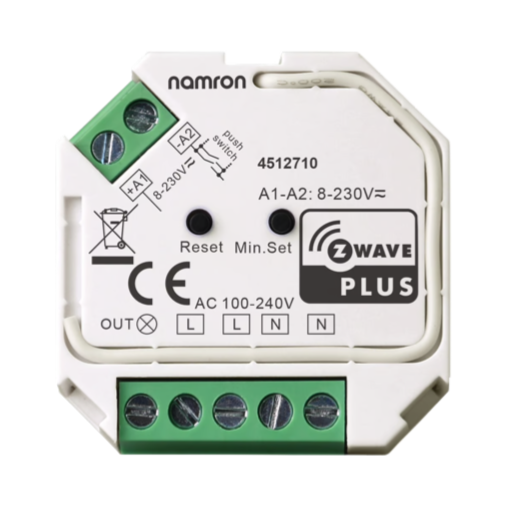 namron
-A2
push
switch
+A1
8-230V≂
4512710
A1-A2: 8-230V≂
Reset
Min.Set
Z WAVE
PLUS
CE
AC 100-240V
OUT
L
L
N
N